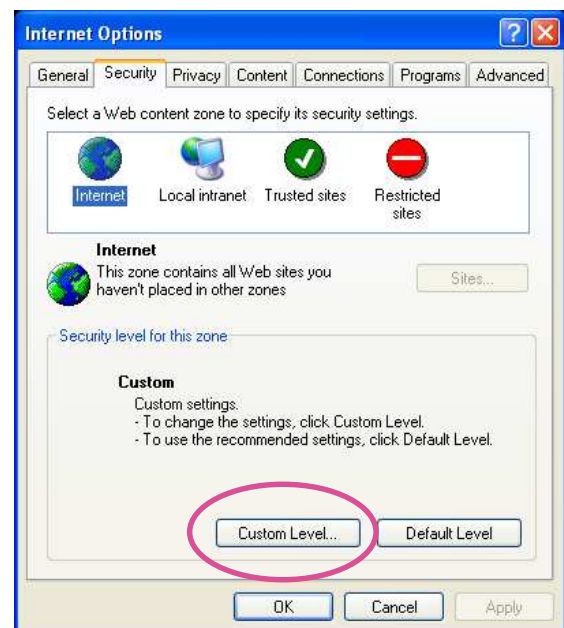 Internet Options
General Security Privacy Content Connections Programs Advanced
Select a Web content zone to specify its security settings.
Internet Local intranet Trusted sites Restricted
sites
Internet
This zone contains all Web sites you
haven't placed in other zones
Sites...
Security level for this zone
Custom
Custom settings.
- To change the settings, click Custom Level.
- To use the recommended settings, click Default Level.
Custom Level... Default Level
OK Cancel Apply